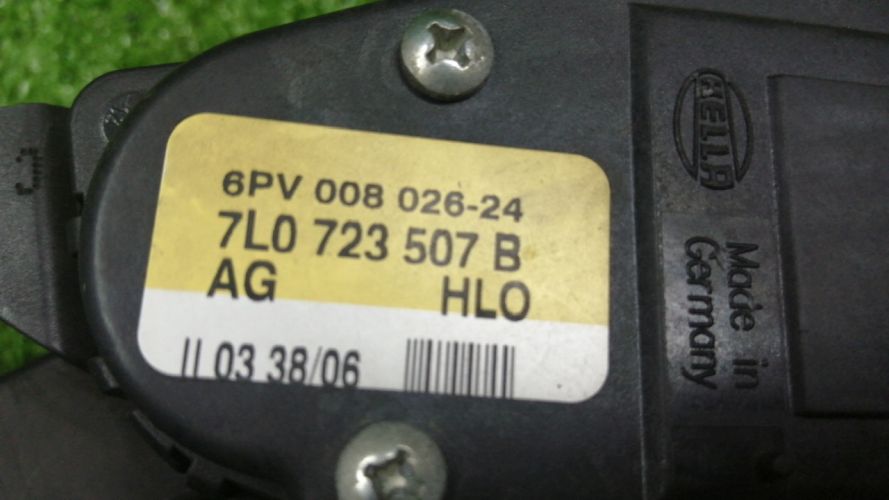 6PV 008 026-24
7L0 723 507 B
AG HLO
II 03 38/06
HELLA
Made in
Germany